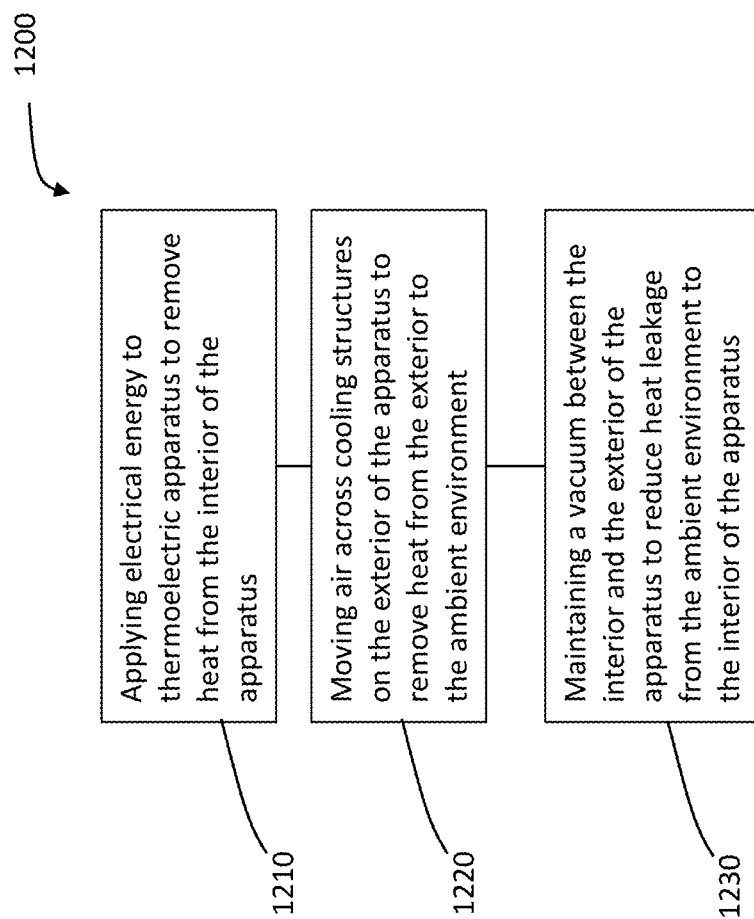 1200
Applying electrical energy to
thermoelectric apparatus to remove
heat from the interior of the
apparatus
1210
Moving air across cooling structures
on the exterior of the apparatus to
remove heat from the exterior to
the ambient environment
1220
Maintaining a vacuum between the
interior and the exterior of the
apparatus to reduce heat leakage
from the ambient environment to
the interior of the apparatus
1230